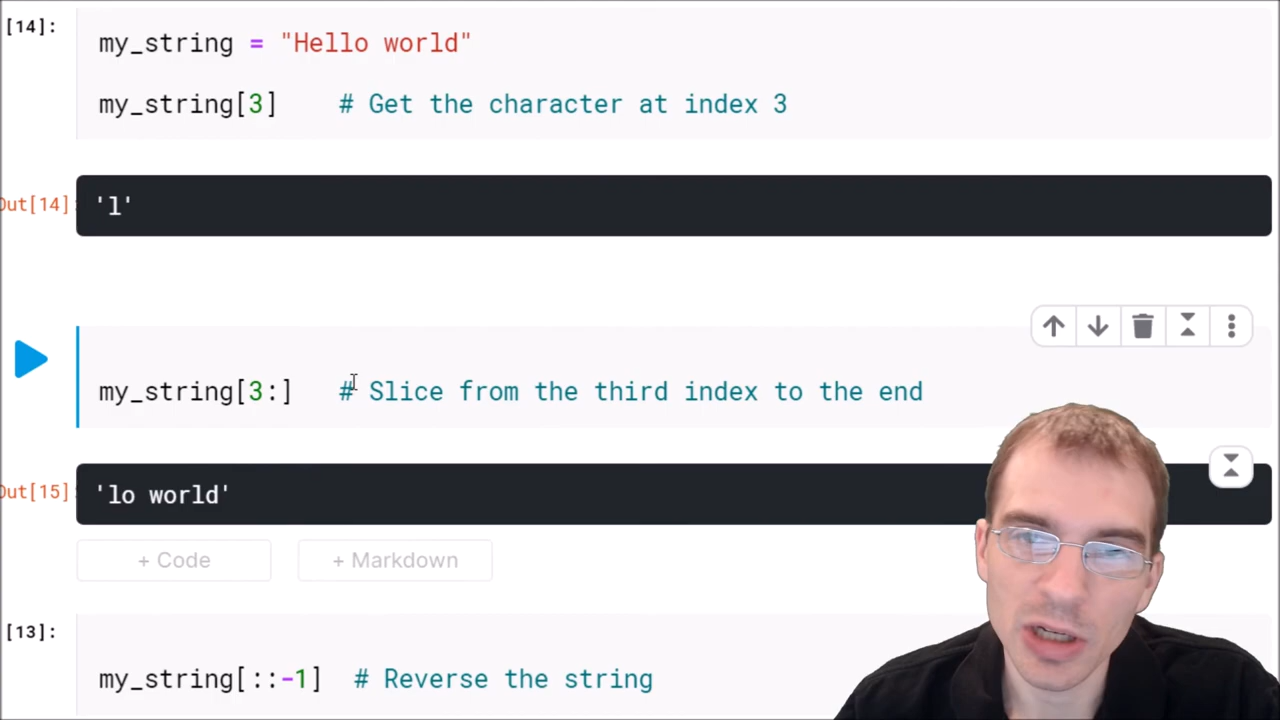 [14]:
my_string = "Hello world"
my_string[3]    # Get the character at index 3
Out[14]
'l'
my_string[3:]   # Slice from the third index to the end
Out[15]
'lo world'
+ Code
+ Markdown
[13]:
my_string[::-1]  # Reverse the string